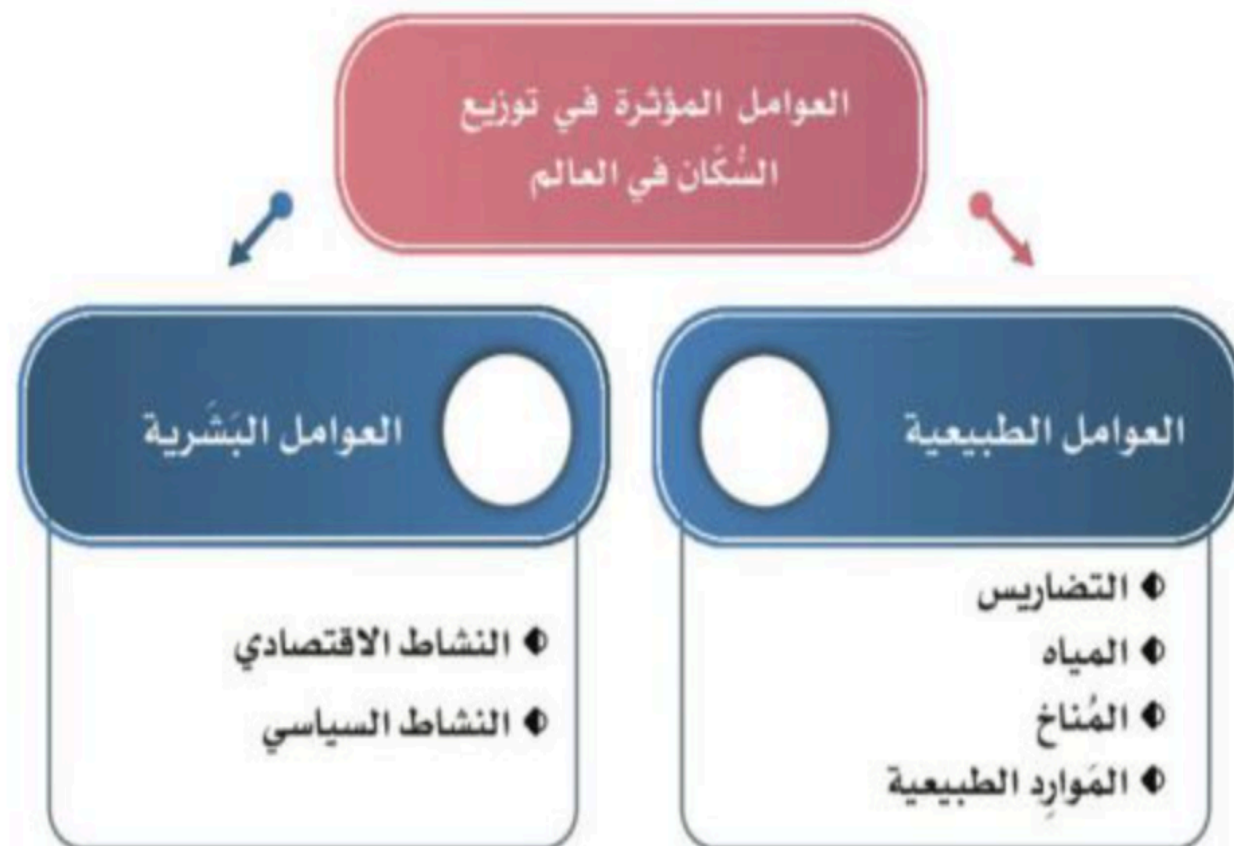 العوامل المؤثرة في توزيع
السُّكّان في العالم
العوامل الطبيعية
التضاريس
المياه
المُناخ
المَوارِد الطبيعية
العوامل البَشَرية
النشاط الاقتصادي
النشاط السياسي